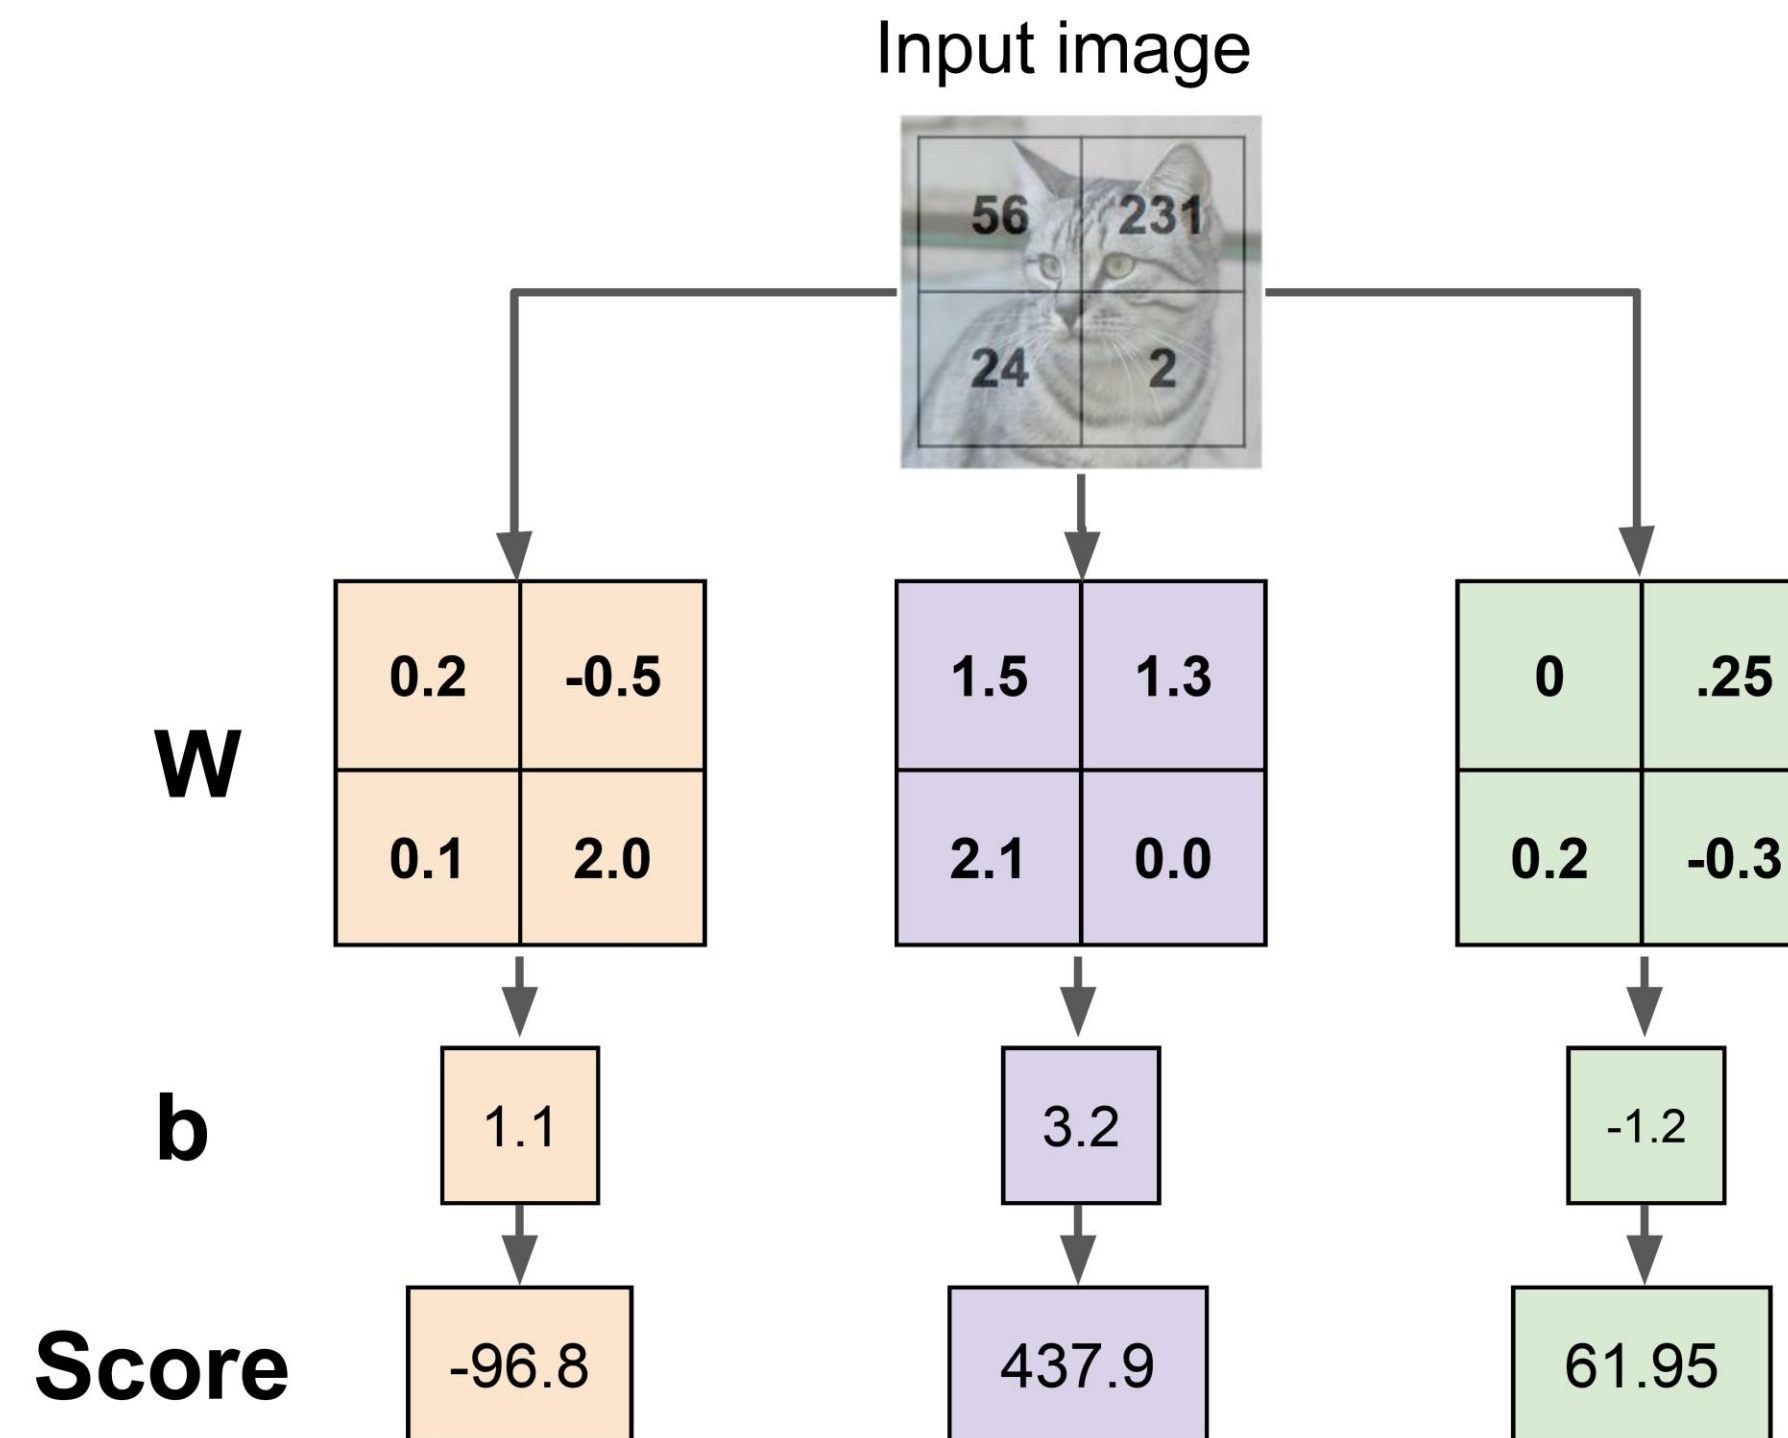 Input image
56 231
24 2
W
0.2 -0.5 1.5 1.3 0 .25
0.1 2.0 2.1 0.0 0.2 -0.3
b 1.1 3.2 -1.2
Score -96.8 437.9 61.95